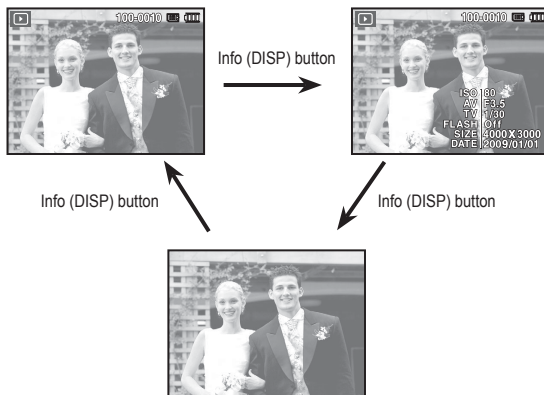 100-0010
100-0010
Info (DISP) button
ISO 80
AV F3.5
TV 1/30
FLASH Off
SIZE 4000X3000
DATE 2009/01/01
Info (DISP) button
Info (DISP) button